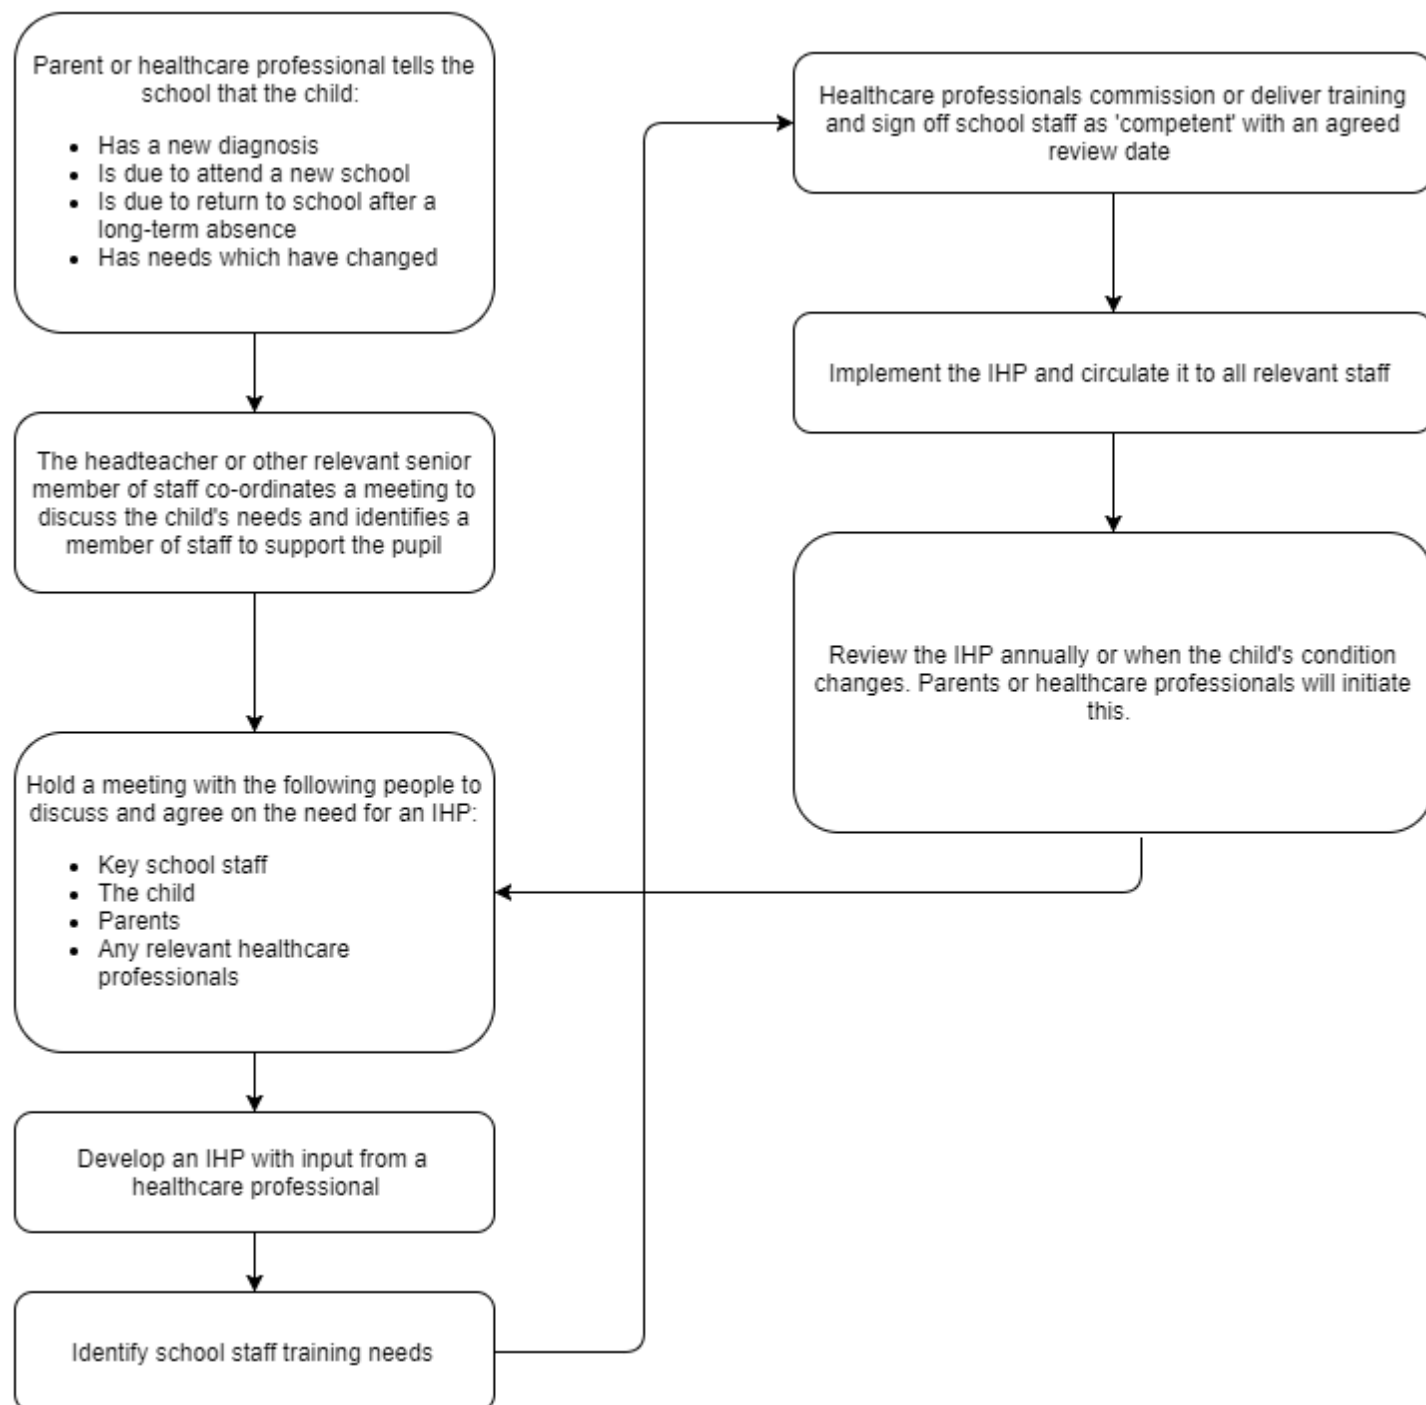 Parent or healthcare professional tells the
school that the child:
• Has a new diagnosis
• Is due to attend a new school
• Is due to return to school after a
long-term absence
• Has needs which have changed
The headteacher or other relevant senior
member of staff co-ordinates a meeting to
discuss the child's needs and identifies a
member of staff to support the pupil
Hold a meeting with the following people to
discuss and agree on the need for an IHP:
• Key school staff
• The child
• Parents
• Any relevant healthcare
professionals
Develop an IHP with input from a
healthcare professional
Identify school staff training needs
Healthcare professionals commission or deliver training
and sign off school staff as 'competent' with an agreed
review date
Implement the IHP and circulate it to all relevant staff
Review the IHP annually or when the child's condition
changes. Parents or healthcare professionals will initiate
this.